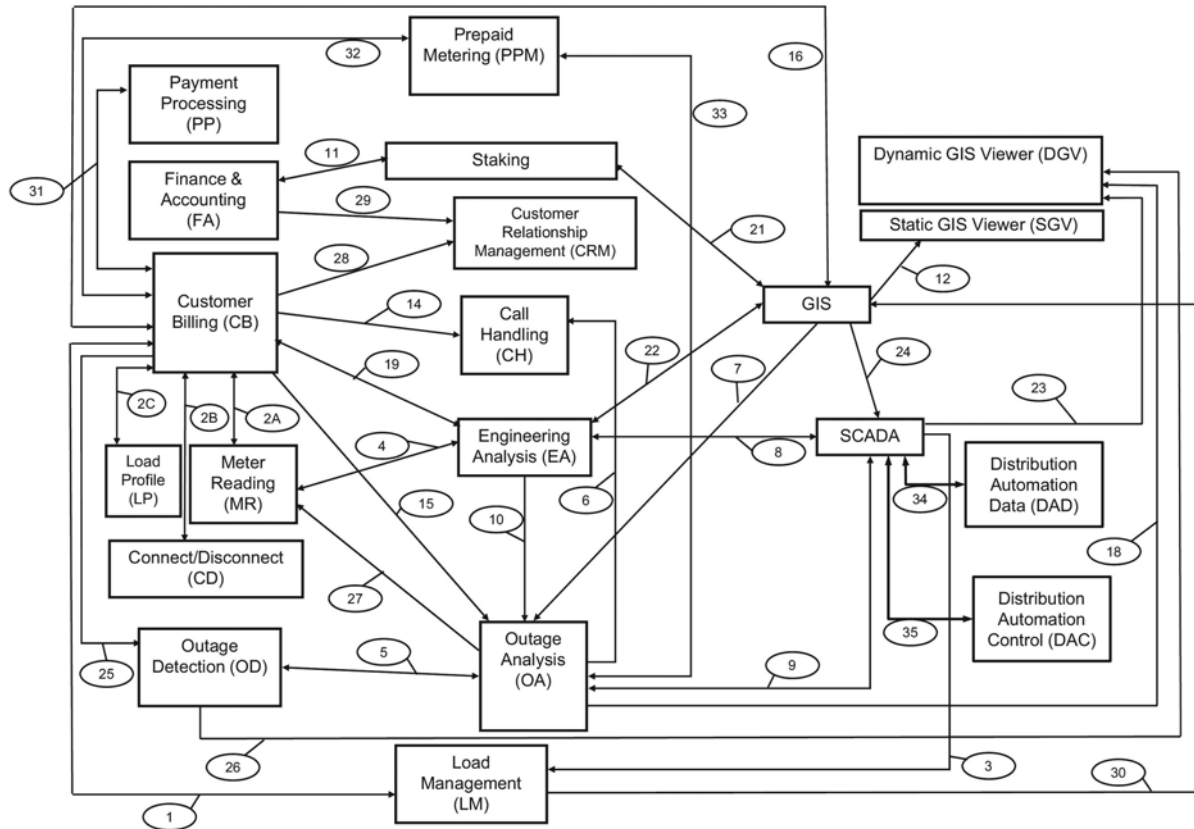 Prepaid
Metering (PPM)
32
16
Payment
Processing
(PP)
33
11
Staking
Dynamic GIS Viewer (DGV)
31
Finance &
Accounting
(FA)
29
Customer
Relationship
Management (CRM)
Static GIS Viewer (SGV)
21
28
12
Customer
Billing (CB)
GIS
14
Call
Handling
(CH)
22
7
24
19
2C
2B
2A
23
4
Engineering
Analysis (EA)
8
SCADA
Load
Profile
(LP)
Meter
Reading
(MR)
Distribution
Automation
Data (DAD)
34
15
10
6
18
Connect/Disconnect
(CD)
27
Distribution
Automation
Control (DAC)
35
Outage
Detection (OD)
Outage
Analysis
(OA)
5
25
9
26
3
30
Load
Management
(LM)
1